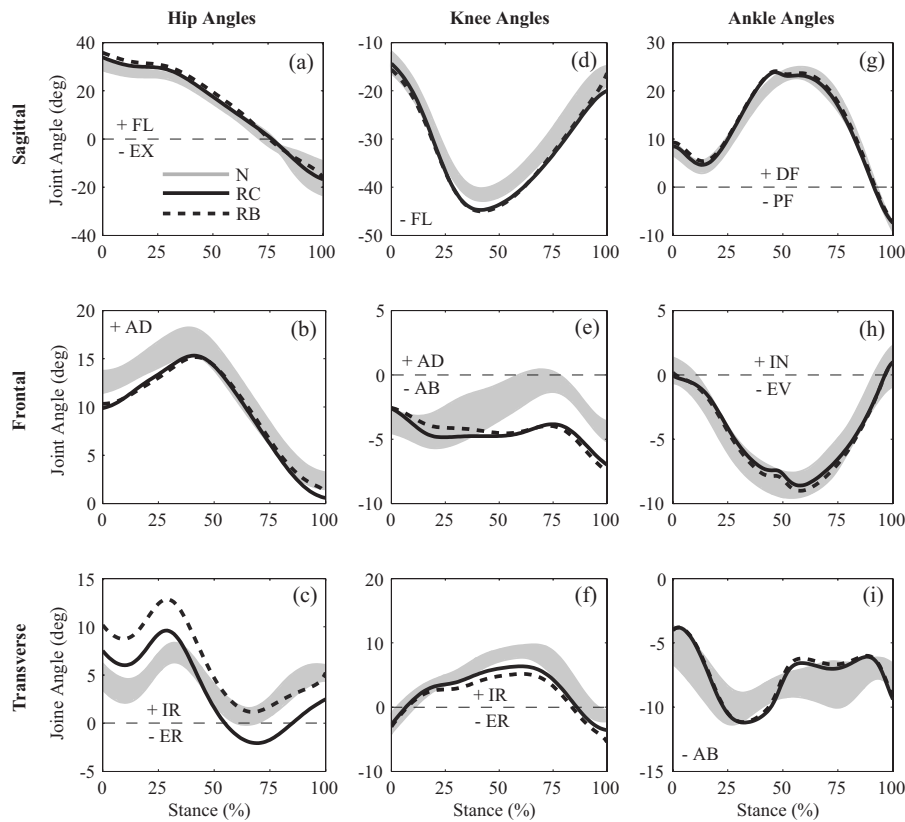 Hip Angles Knee Angles Ankle Angles
Sagittal
Joint Angle (deg)
40
20
0
-20
-40
(a)
+ FL
- EX
N
RC
RB
0 25 50 75 100
-10
-20
-30
-40
-50
(d)
- FL
0 25 50 75 100
30
20
10
0
-10
(g)
+ DF
- PF
0 25 50 75 100
Frontal
Joint Angle (deg)
20
15
10
5
0
+ AD
(b)
0 25 50 75 100
5
0
-5
-10
(e)
+ AD
- AB
0 25 50 75 100
5
0
-5
-10
(h)
+ IN
- EV
0 25 50 75 100
Transverse
Joine Angle (deg)
15
10
5
0
-5
(c)
+ IR
- ER
0 25 50 75 100
Stance (%)
20
10
0
-10
(f)
+ IR
- ER
0 25 50 75 100
Stance (%)
0
-5
-10
-15
(i)
- AB
0 25 50 75 100
Stance (%)